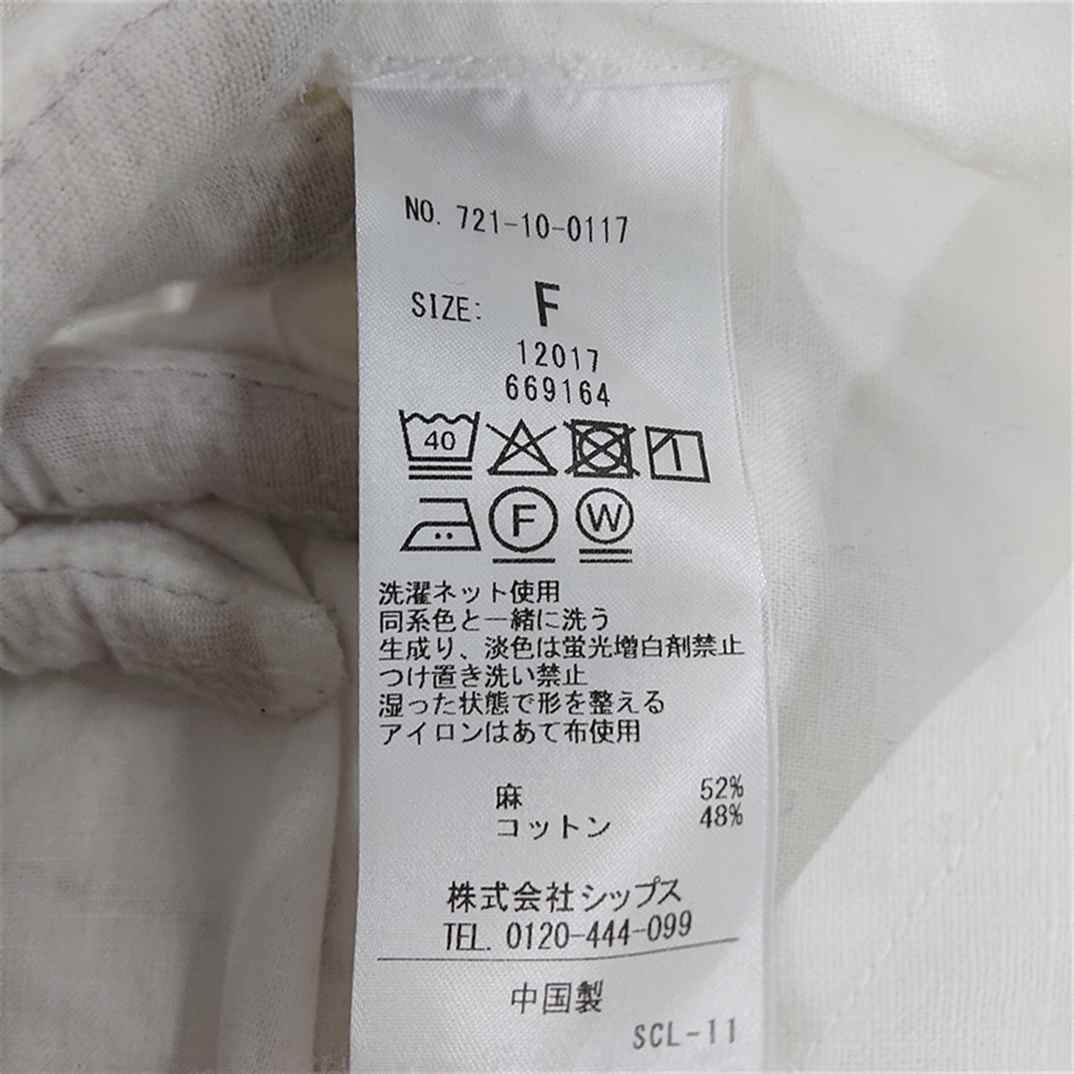 NO. 721-10-0117
SIZE: F
12017
669164
40
F W
洗濯ネット使用
同系色と一緒に洗う
生成り、淡色は蛍光増白剤禁止
つけ置き洗い禁止
湿った状態で形を整える
アイロンはあて布使用
麻 52%
コットン 48%
株式会社シップス
TEL. 0120-444-099
中国製
SCL-11